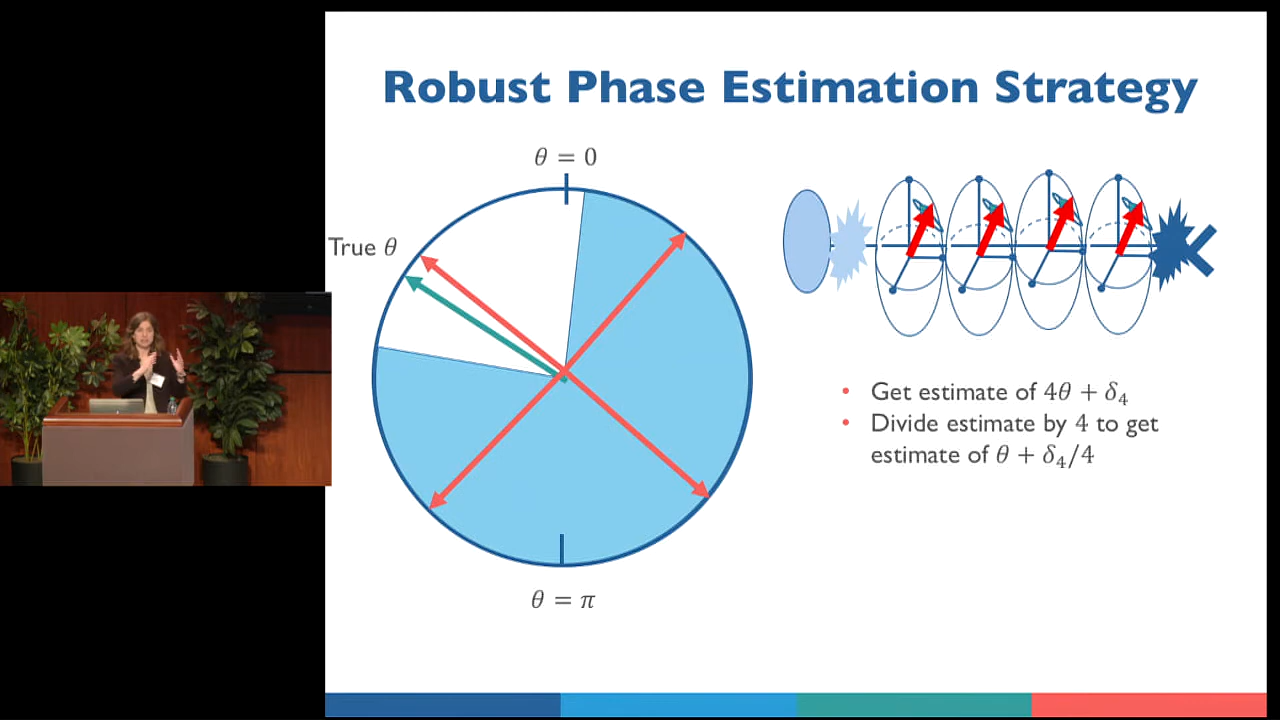 Robust Phase Estimation Strategy
θ = 0
True θ
θ = π
• Get estimate of 4θ + δ₄
• Divide estimate by 4 to get
estimate of θ + δ₄/4